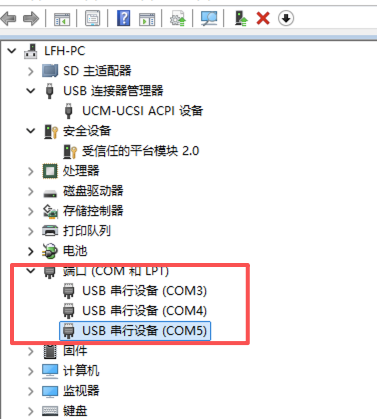 LFH-PC
SD 主适配器
USB 连接器管理器
UCM-UCSI ACPI 设备
安全设备
受信任的平台模块 2.0
处理器
磁盘驱动器
存储控制器
打印队列
电池
端口 (COM 和 LPT)
USB 串行设备 (COM3)
USB 串行设备 (COM4)
USB 串行设备 (COM5)
固件
计算机
监视器
键盘